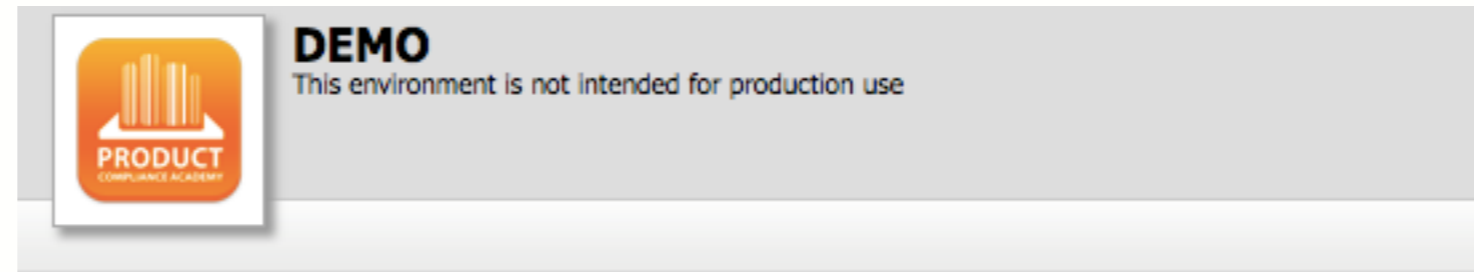 DEMO
This environment is not intended for production use
PRODUCT
COMPLIANCE ACADEMY